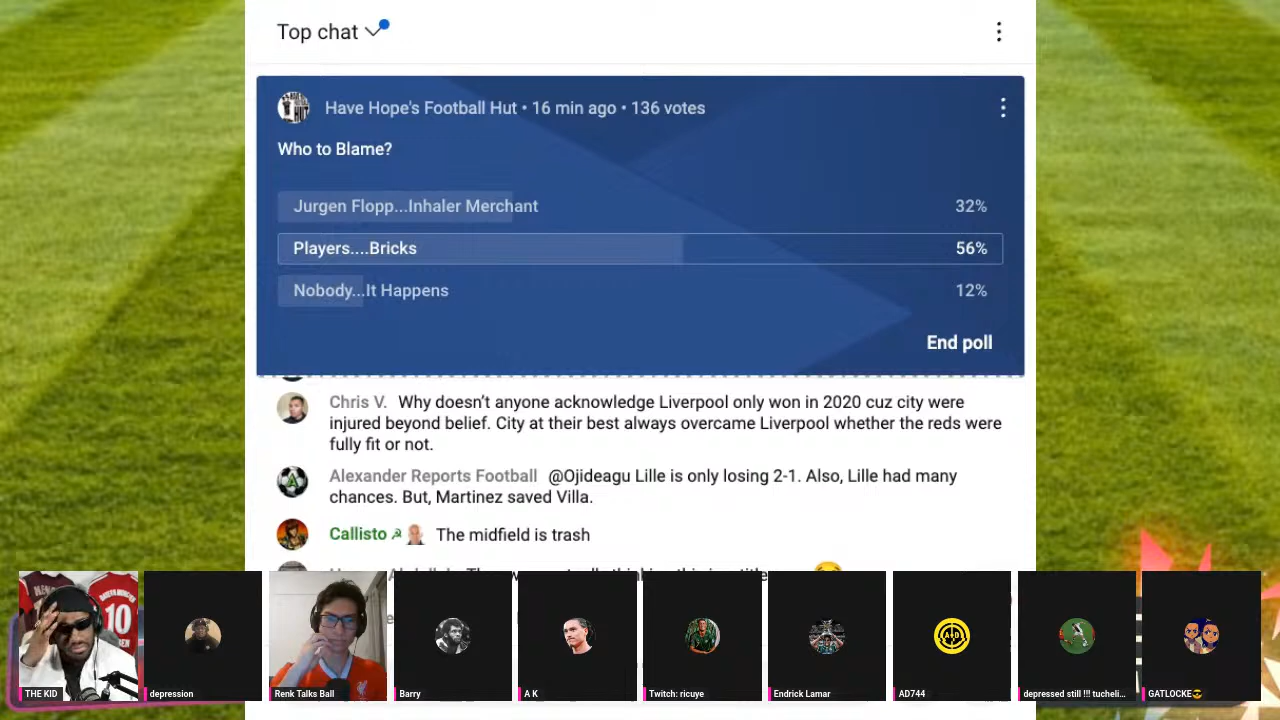 Top chat
Have Hope's Football Hut • 16 min ago • 136 votes
Who to Blame?
Jurgen Flopp...Inhaler Merchant 32%
Players....Bricks 56%
Nobody...It Happens 12%
End poll
Chris V. Why doesn't anyone acknowledge Liverpool only won in 2020 cuz city were
injured beyond belief. City at their best always overcame Liverpool whether the reds were
fully fit or not.
Alexander Reports Football @Ojideagu Lille is only losing 2-1. Also, Lille had many
chances. But, Martinez saved Villa.
Callisto The midfield is trash
10
THE KID
depression
Renk Talks Ball
Barry
A K
Twitch: ricuye
Endrick Lamar
A+D
AD744
depressed still !!! tucheli...
GATLOCKE😎